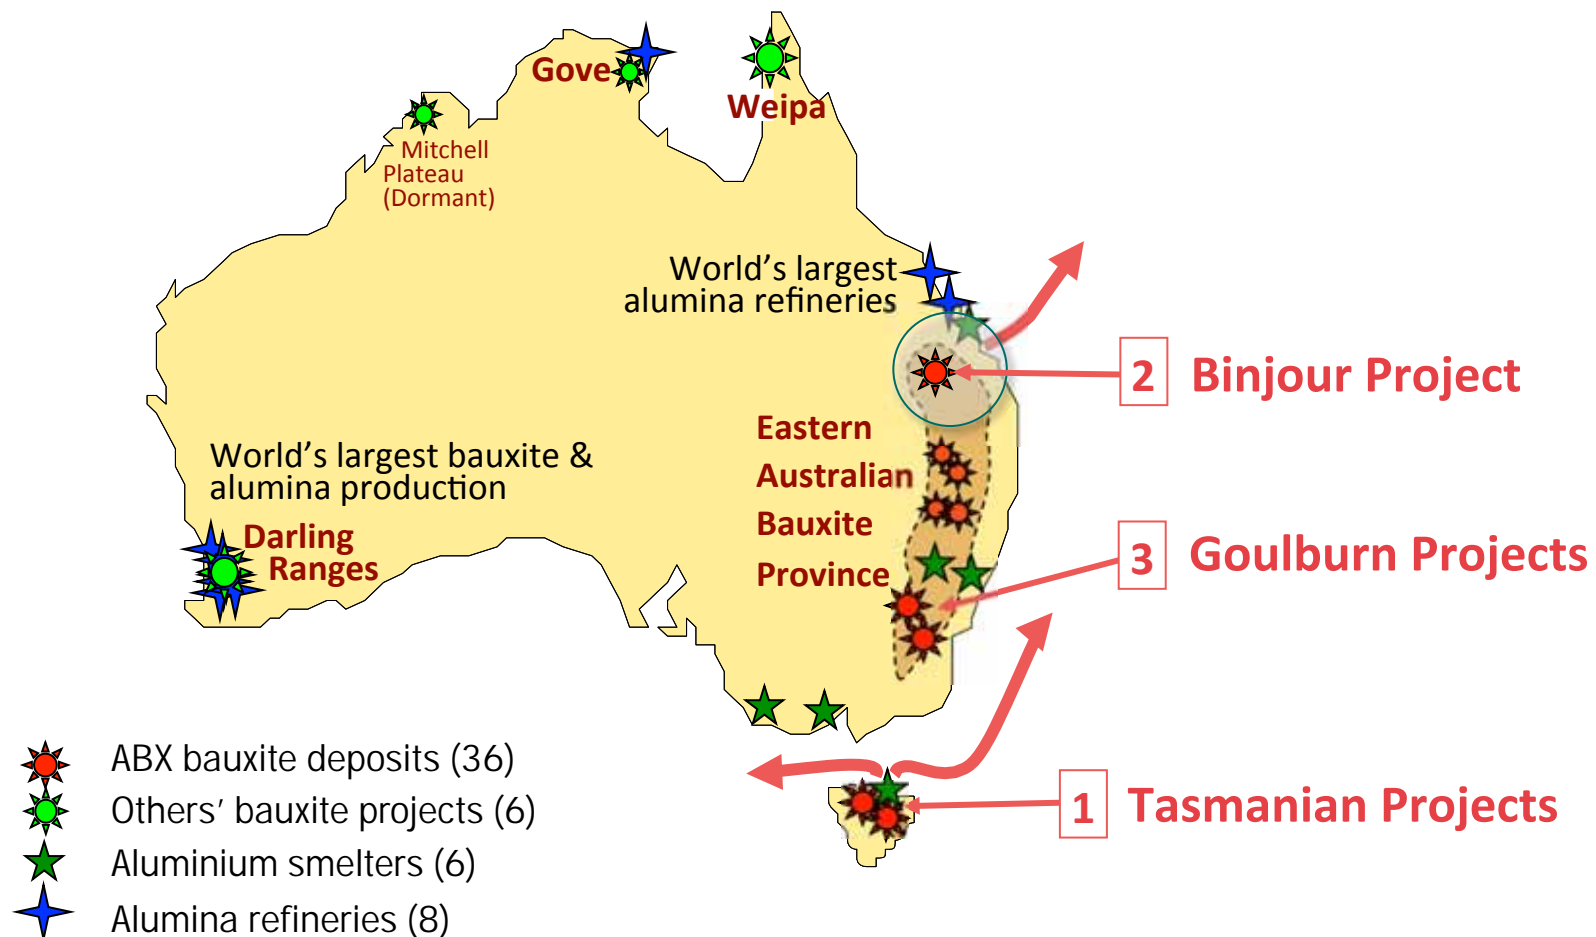 Gove
Weipa
Mitchell
Plateau
(Dormant)
World's largest
alumina refineries
2 Binjour Project
Eastern
Australian
Bauxite
Province
World's largest bauxite &
alumina production
Darling
Ranges
3 Goulburn Projects
1 Tasmanian Projects
ABX bauxite deposits (36)
Others' bauxite projects (6)
Aluminium smelters (6)
Alumina refineries (8)